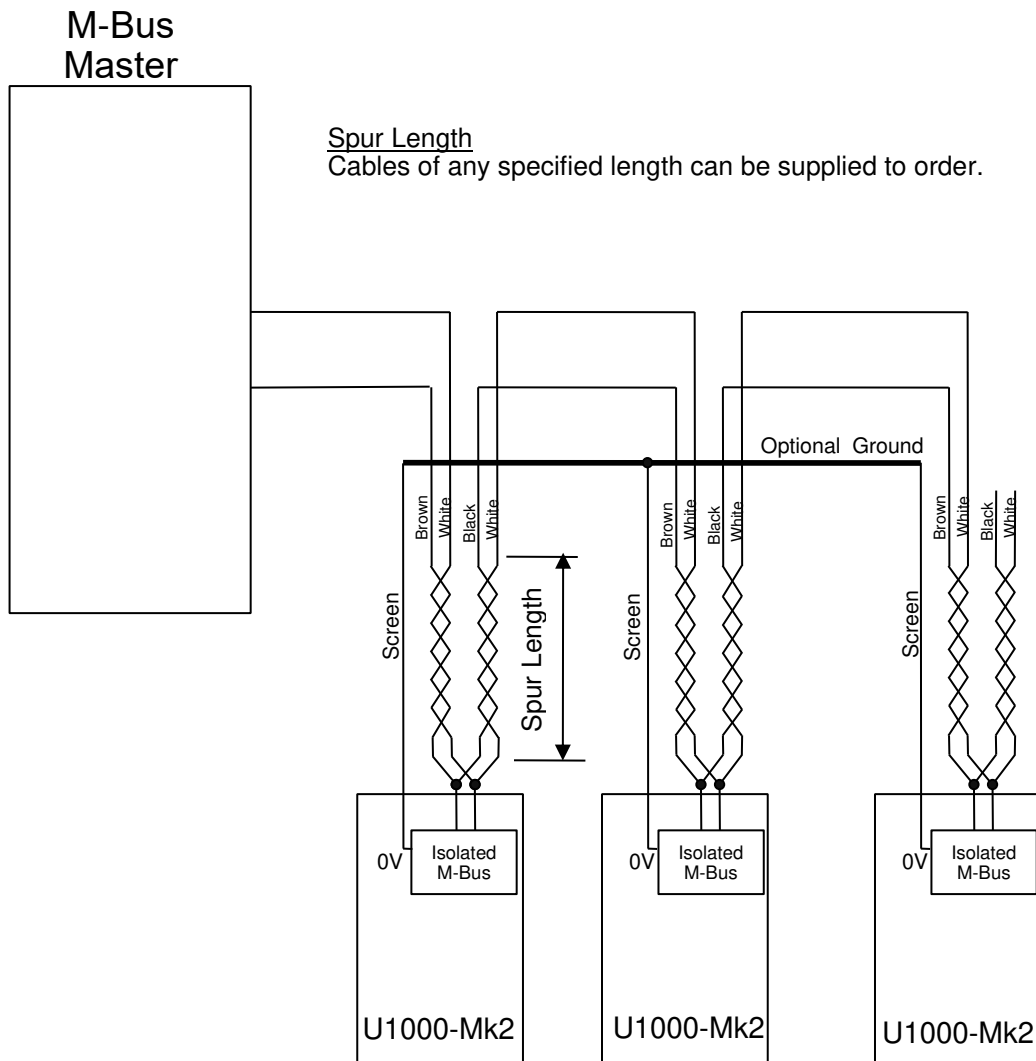 M-Bus
Master
Spur Length
Cables of any specified length can be supplied to order.
Optional Ground
Brown
White
Black
White
Brown
White
Black
White
Brown
White
Black
White
Screen
Spur Length
Screen
Screen
0V
Isolated
M-Bus
0V
Isolated
M-Bus
0V
Isolated
M-Bus
U1000-Mk2
U1000-Mk2
U1000-Mk2